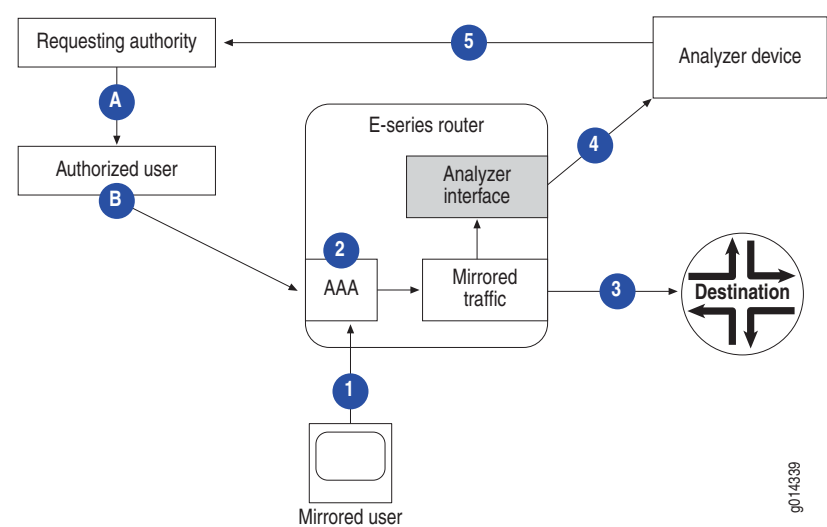 Requesting authority
5
Analyzer device
A
E-series router
4
Authorized user
Analyzer
interface
B
2
AAA
Mirrored
traffic
3
Destination
1
Mirrored user
g014339